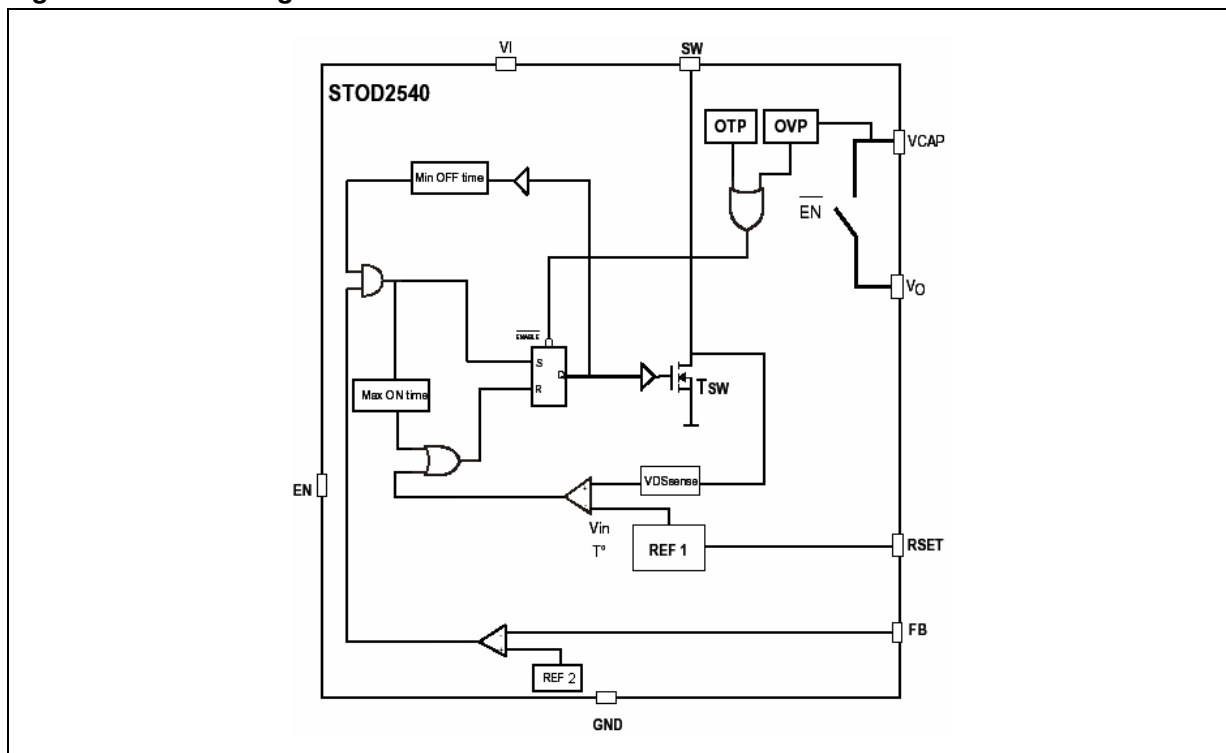 VI
SW
STOD2540
OTP
OVP
VCAP
Min OFF time
EN
VO
ENABLE
S
R
TSW
Max ON time
EN
VDSsense
Vin
T°
REF 1
RSET
FB
REF 2
GND